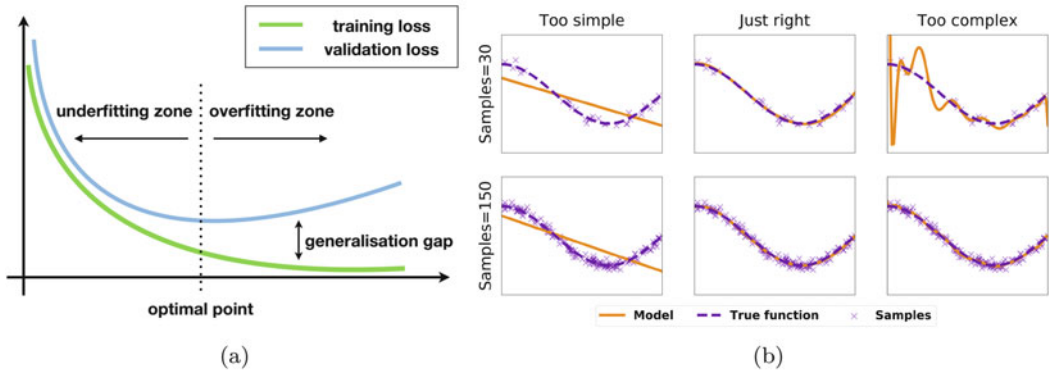 training loss
validation loss
underfitting zone
overfitting zone
generalisation gap
optimal point
(a)
Too simple
Just right
Too complex
Samples=30
Samples=150
Model
True function
Samples
(b)